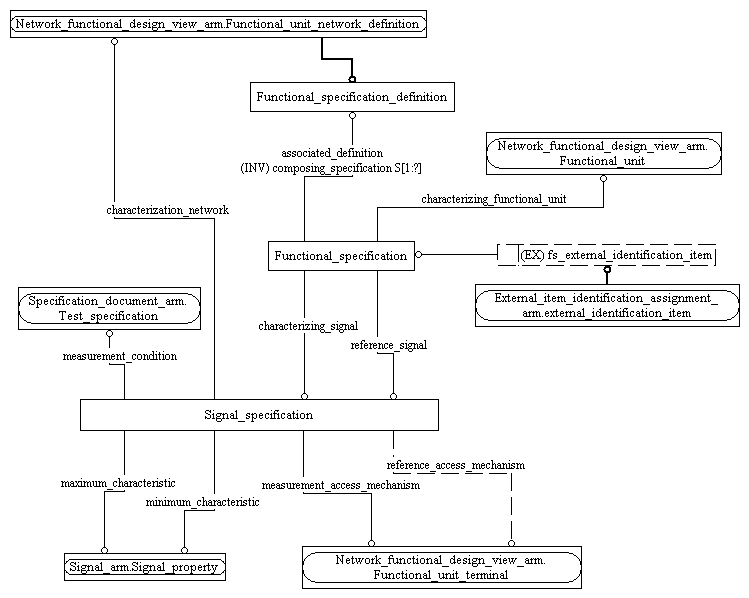 Network_functional_design_view_arm.Functional_unit_network_definition
Functional_specification_definition
associated_definition
(INV) composing_specification S[1:?]
Network_functional_design_view_arm.
Functional_unit
characterizing_functional_unit
characterization_network
Functional_specification
(EX) fs_external_identification_item
External_item_identification_assignment_
arm.external_identification_item
Specification_document_arm.
Test_specification
characterizing_signal
reference_signal
measurement_condition
Signal_specification
reference_access_mechanism
maximum_characteristic
measurement_access_mechanism
minimum_characteristic
Signal_arm.Signal_property
Network_functional_design_view_arm.
Functional_unit_terminal